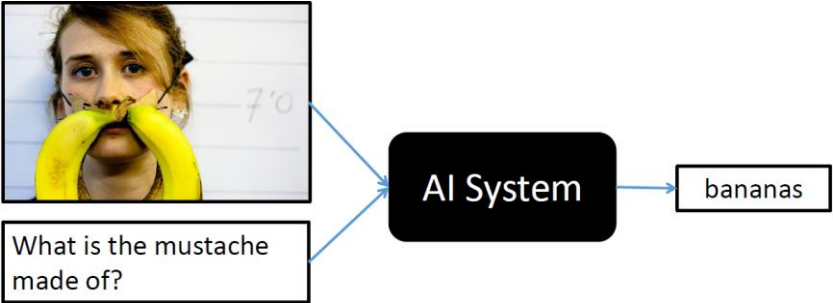 7'0
What is the mustache
made of?
AI System
bananas